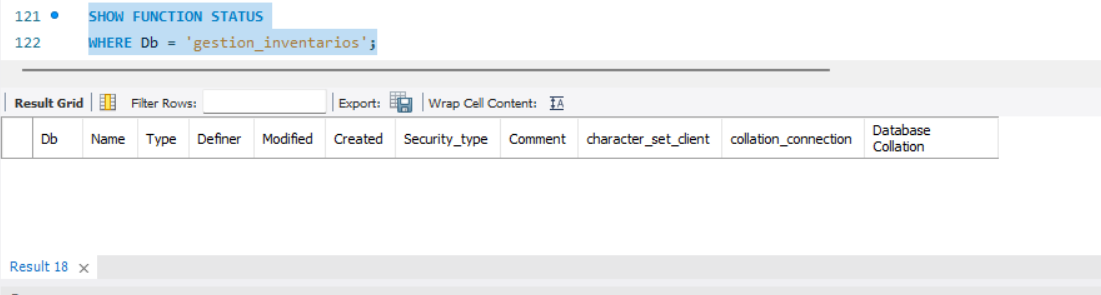 121 SHOW FUNCTION STATUS
122 WHERE Db = 'gestion_inventarios';
Result Grid Filter Rows: Export: Wrap Cell Content: IA
Db Name Type Definer Modified Created Security_type Comment character_set_client collation_connection Database Collation
Result 18 ×